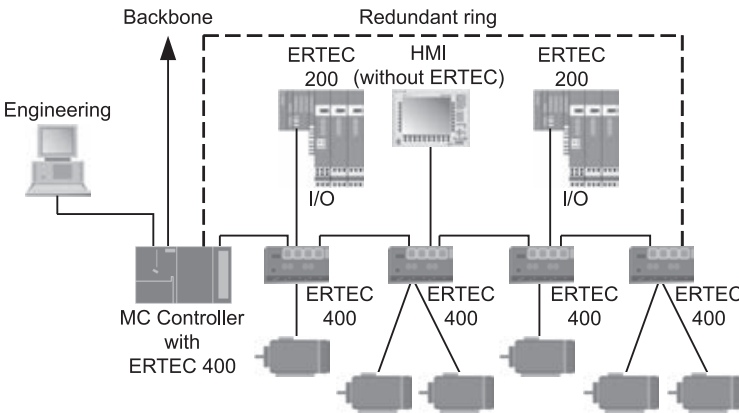 Backbone
Redundant ring
ERTEC
200
HMI
(without ERTEC)
ERTEC
200
Engineering
I/O
I/O
MC Controller
with
ERTEC 400
ERTEC
400
ERTEC
400
ERTEC
400
ERTEC
400